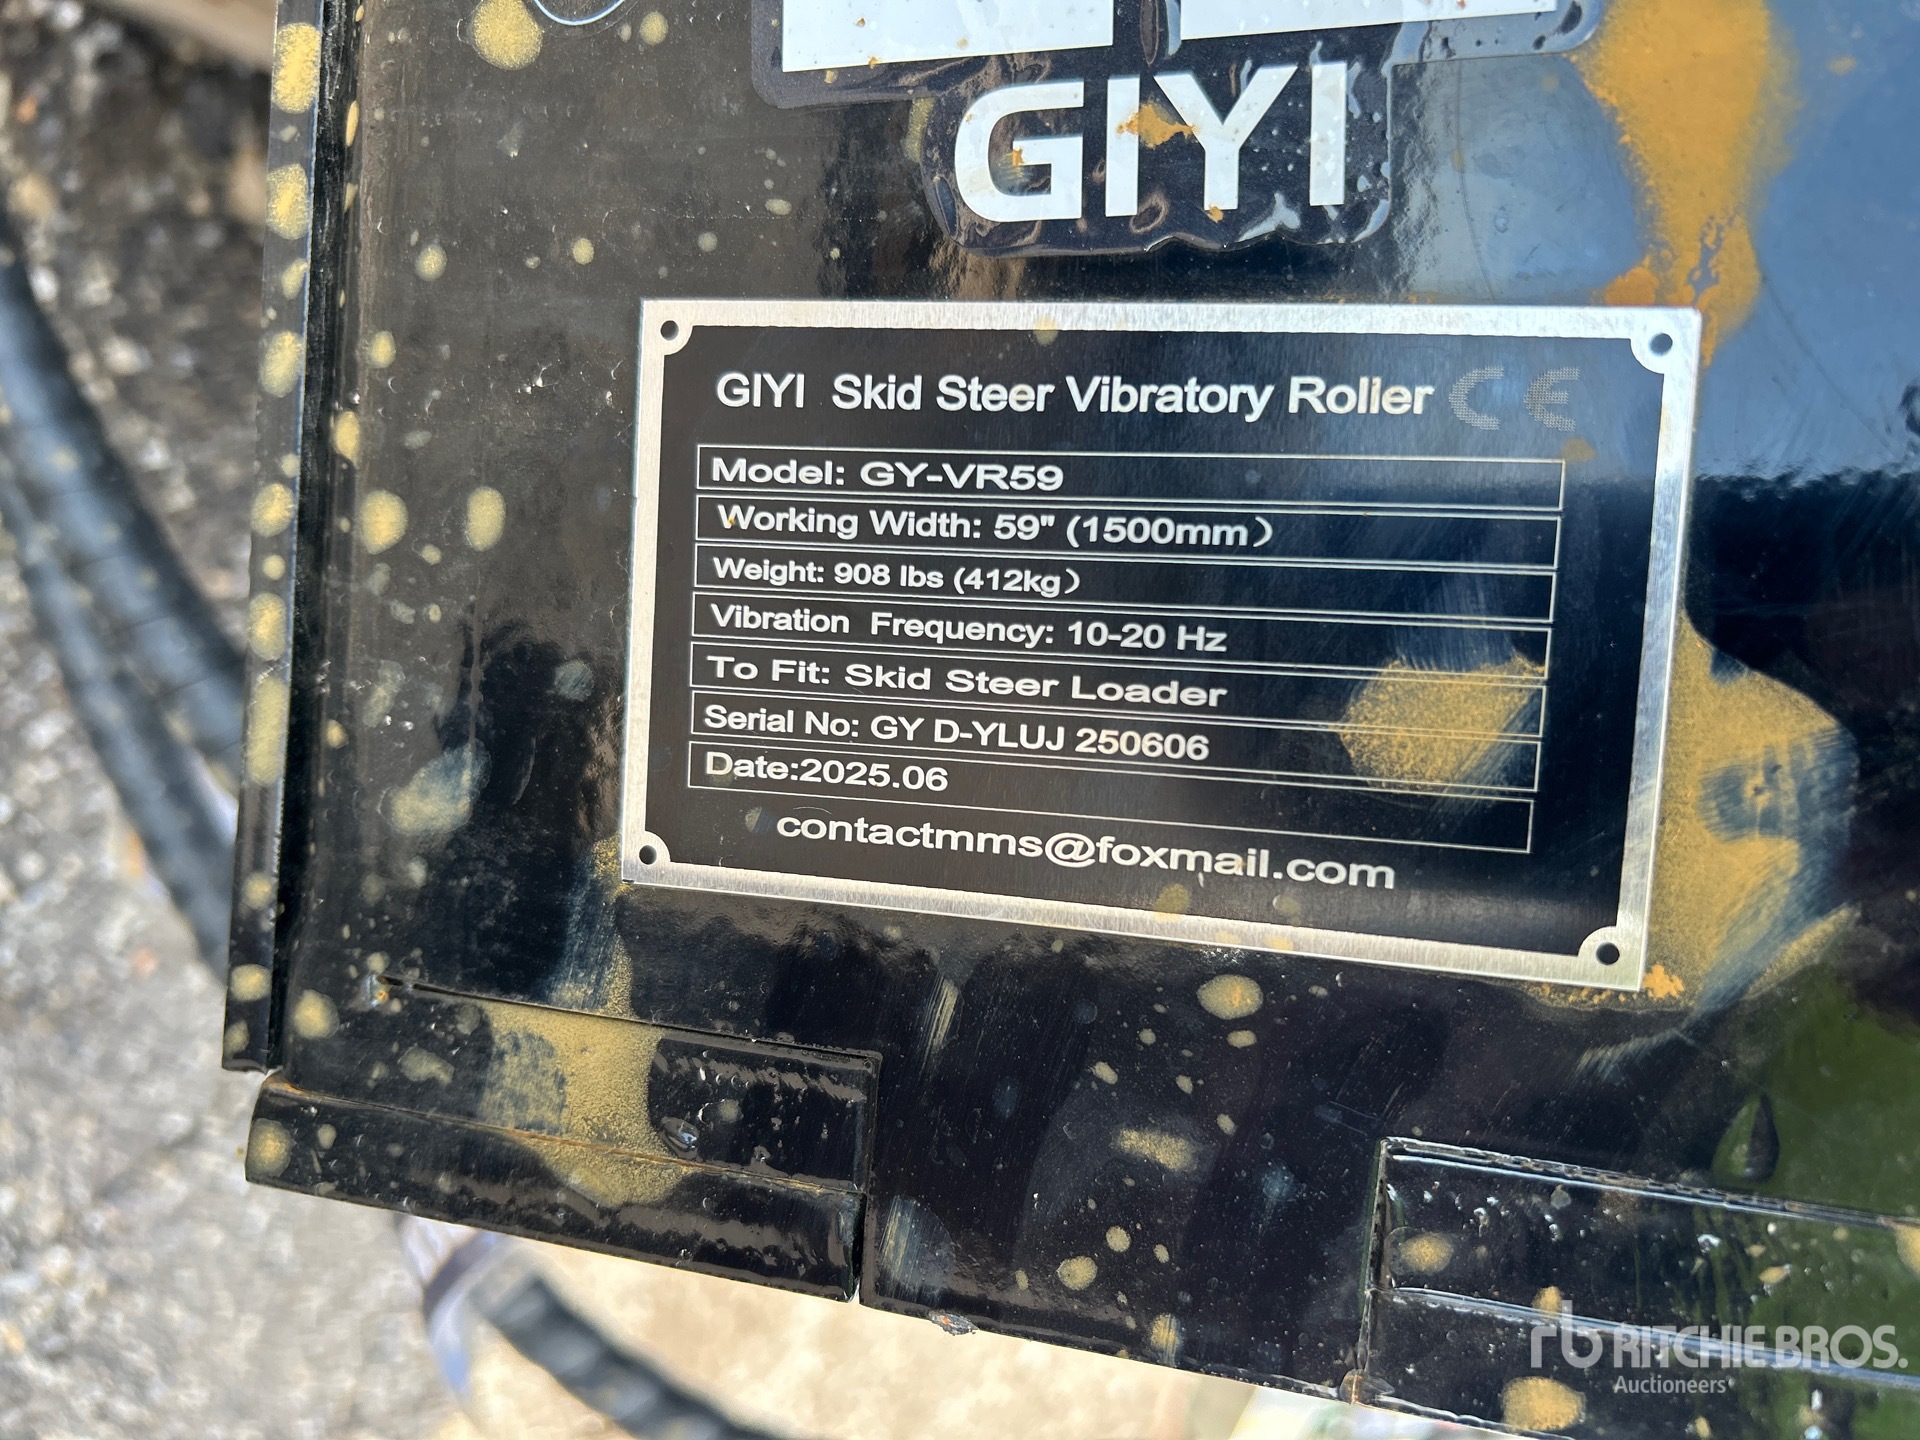 GIYI
GIYI Skid Steer Vibratory Roller CE
Model: GY-VR59
Working Width: 59" (1500mm)
Weight: 908 lbs (412kg)
Vibration Frequency: 10-20 Hz
To Fit: Skid Steer Loader
Serial No: GY D-YLUJ 250606
Date:2025.06
contactmms@foxmail.com
rb RITCHIE BROS.
Auctioneers